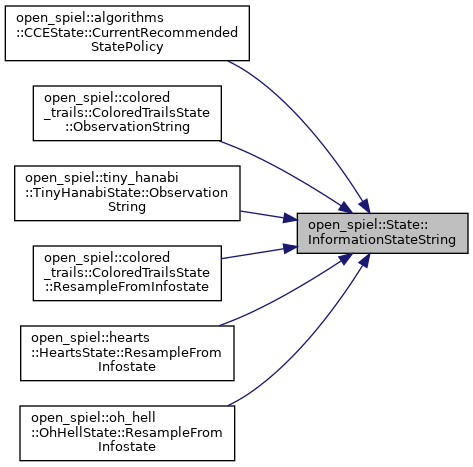 open_spiel::algorithms
::CCEState::CurrentRecommended
StatePolicy
open_spiel::colored
_trails::ColoredTrailsState
::ObservationString
open_spiel::tiny_hanabi
::TinyHanabiState::Observation
String
open_spiel::State::
InformationStateString
open_spiel::colored
_trails::ColoredTrailsState
::ResampleFromInfostate
open_spiel::hearts
::HeartsState::ResampleFrom
Infostate
open_spiel::oh_hell
::OhHellState::ResampleFrom
Infostate